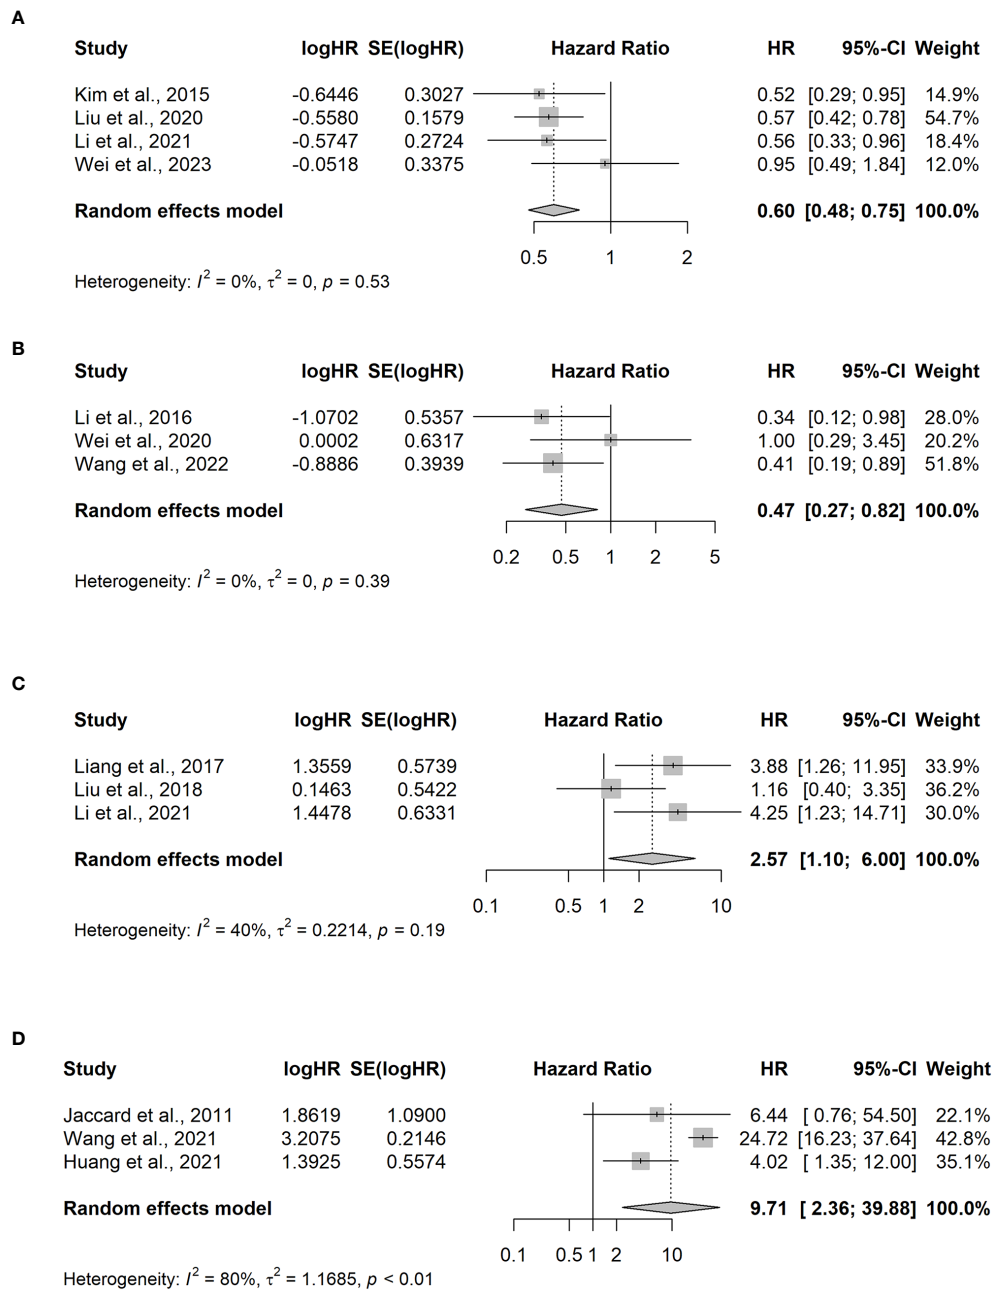 A
Study logHR SE(logHR) Hazard Ratio HR 95%-CI Weight
Kim et al., 2015 -0.6446 0.3027 0.52 [0.29; 0.95] 14.9%
Liu et al., 2020 -0.5580 0.1579 0.57 [0.42; 0.78] 54.7%
Li et al., 2021 -0.5747 0.2724 0.56 [0.33; 0.96] 18.4%
Wei et al., 2023 -0.0518 0.3375 0.95 [0.49; 1.84] 12.0%
Random effects model 0.60 [0.48; 0.75] 100.0%
0.5 1 2
Heterogeneity: I² = 0%, τ² = 0, p = 0.53
B
Study logHR SE(logHR) Hazard Ratio HR 95%-CI Weight
Li et al., 2016 -1.0702 0.5357 0.34 [0.12; 0.98] 28.0%
Wei et al., 2020 0.0002 0.6317 1.00 [0.29; 3.45] 20.2%
Wang et al., 2022 -0.8886 0.3939 0.41 [0.19; 0.89] 51.8%
Random effects model 0.47 [0.27; 0.82] 100.0%
0.2 0.5 1 2 5
Heterogeneity: I² = 0%, τ² = 0, p = 0.39
C
Study logHR SE(logHR) Hazard Ratio HR 95%-CI Weight
Liang et al., 2017 1.3559 0.5739 3.88 [1.26; 11.95] 33.9%
Liu et al., 2018 0.1463 0.5422 1.16 [0.40; 3.35] 36.2%
Li et al., 2021 1.4478 0.6331 4.25 [1.23; 14.71] 30.0%
Random effects model 2.57 [1.10; 6.00] 100.0%
0.1 0.5 1 2 10
Heterogeneity: I² = 40%, τ² = 0.2214, p = 0.19
D
Study logHR SE(logHR) Hazard Ratio HR 95%-CI Weight
Jaccard et al., 2011 1.8619 1.0900 6.44 [ 0.76; 54.50] 22.1%
Wang et al., 2021 3.2075 0.2146 24.72 [16.23; 37.64] 42.8%
Huang et al., 2021 1.3925 0.5574 4.02 [ 1.35; 12.00] 35.1%
Random effects model 9.71 [ 2.36; 39.88] 100.0%
0.1 0.5 1 2 10
Heterogeneity: I² = 80%, τ² = 1.1685, p < 0.01